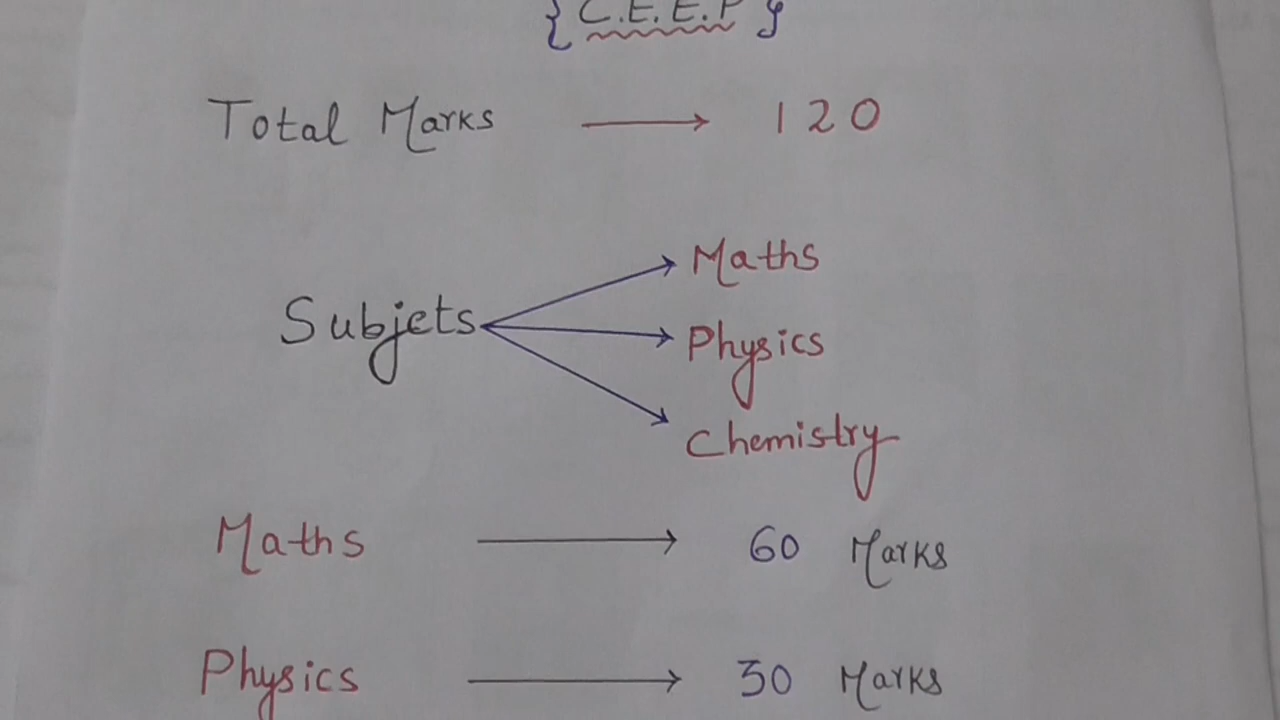 { C.E.E.P }
Total Marks → 120
Maths
Subjets
Physics
Chemistry
Maths → 60 Marks
Physics → 30 Marks